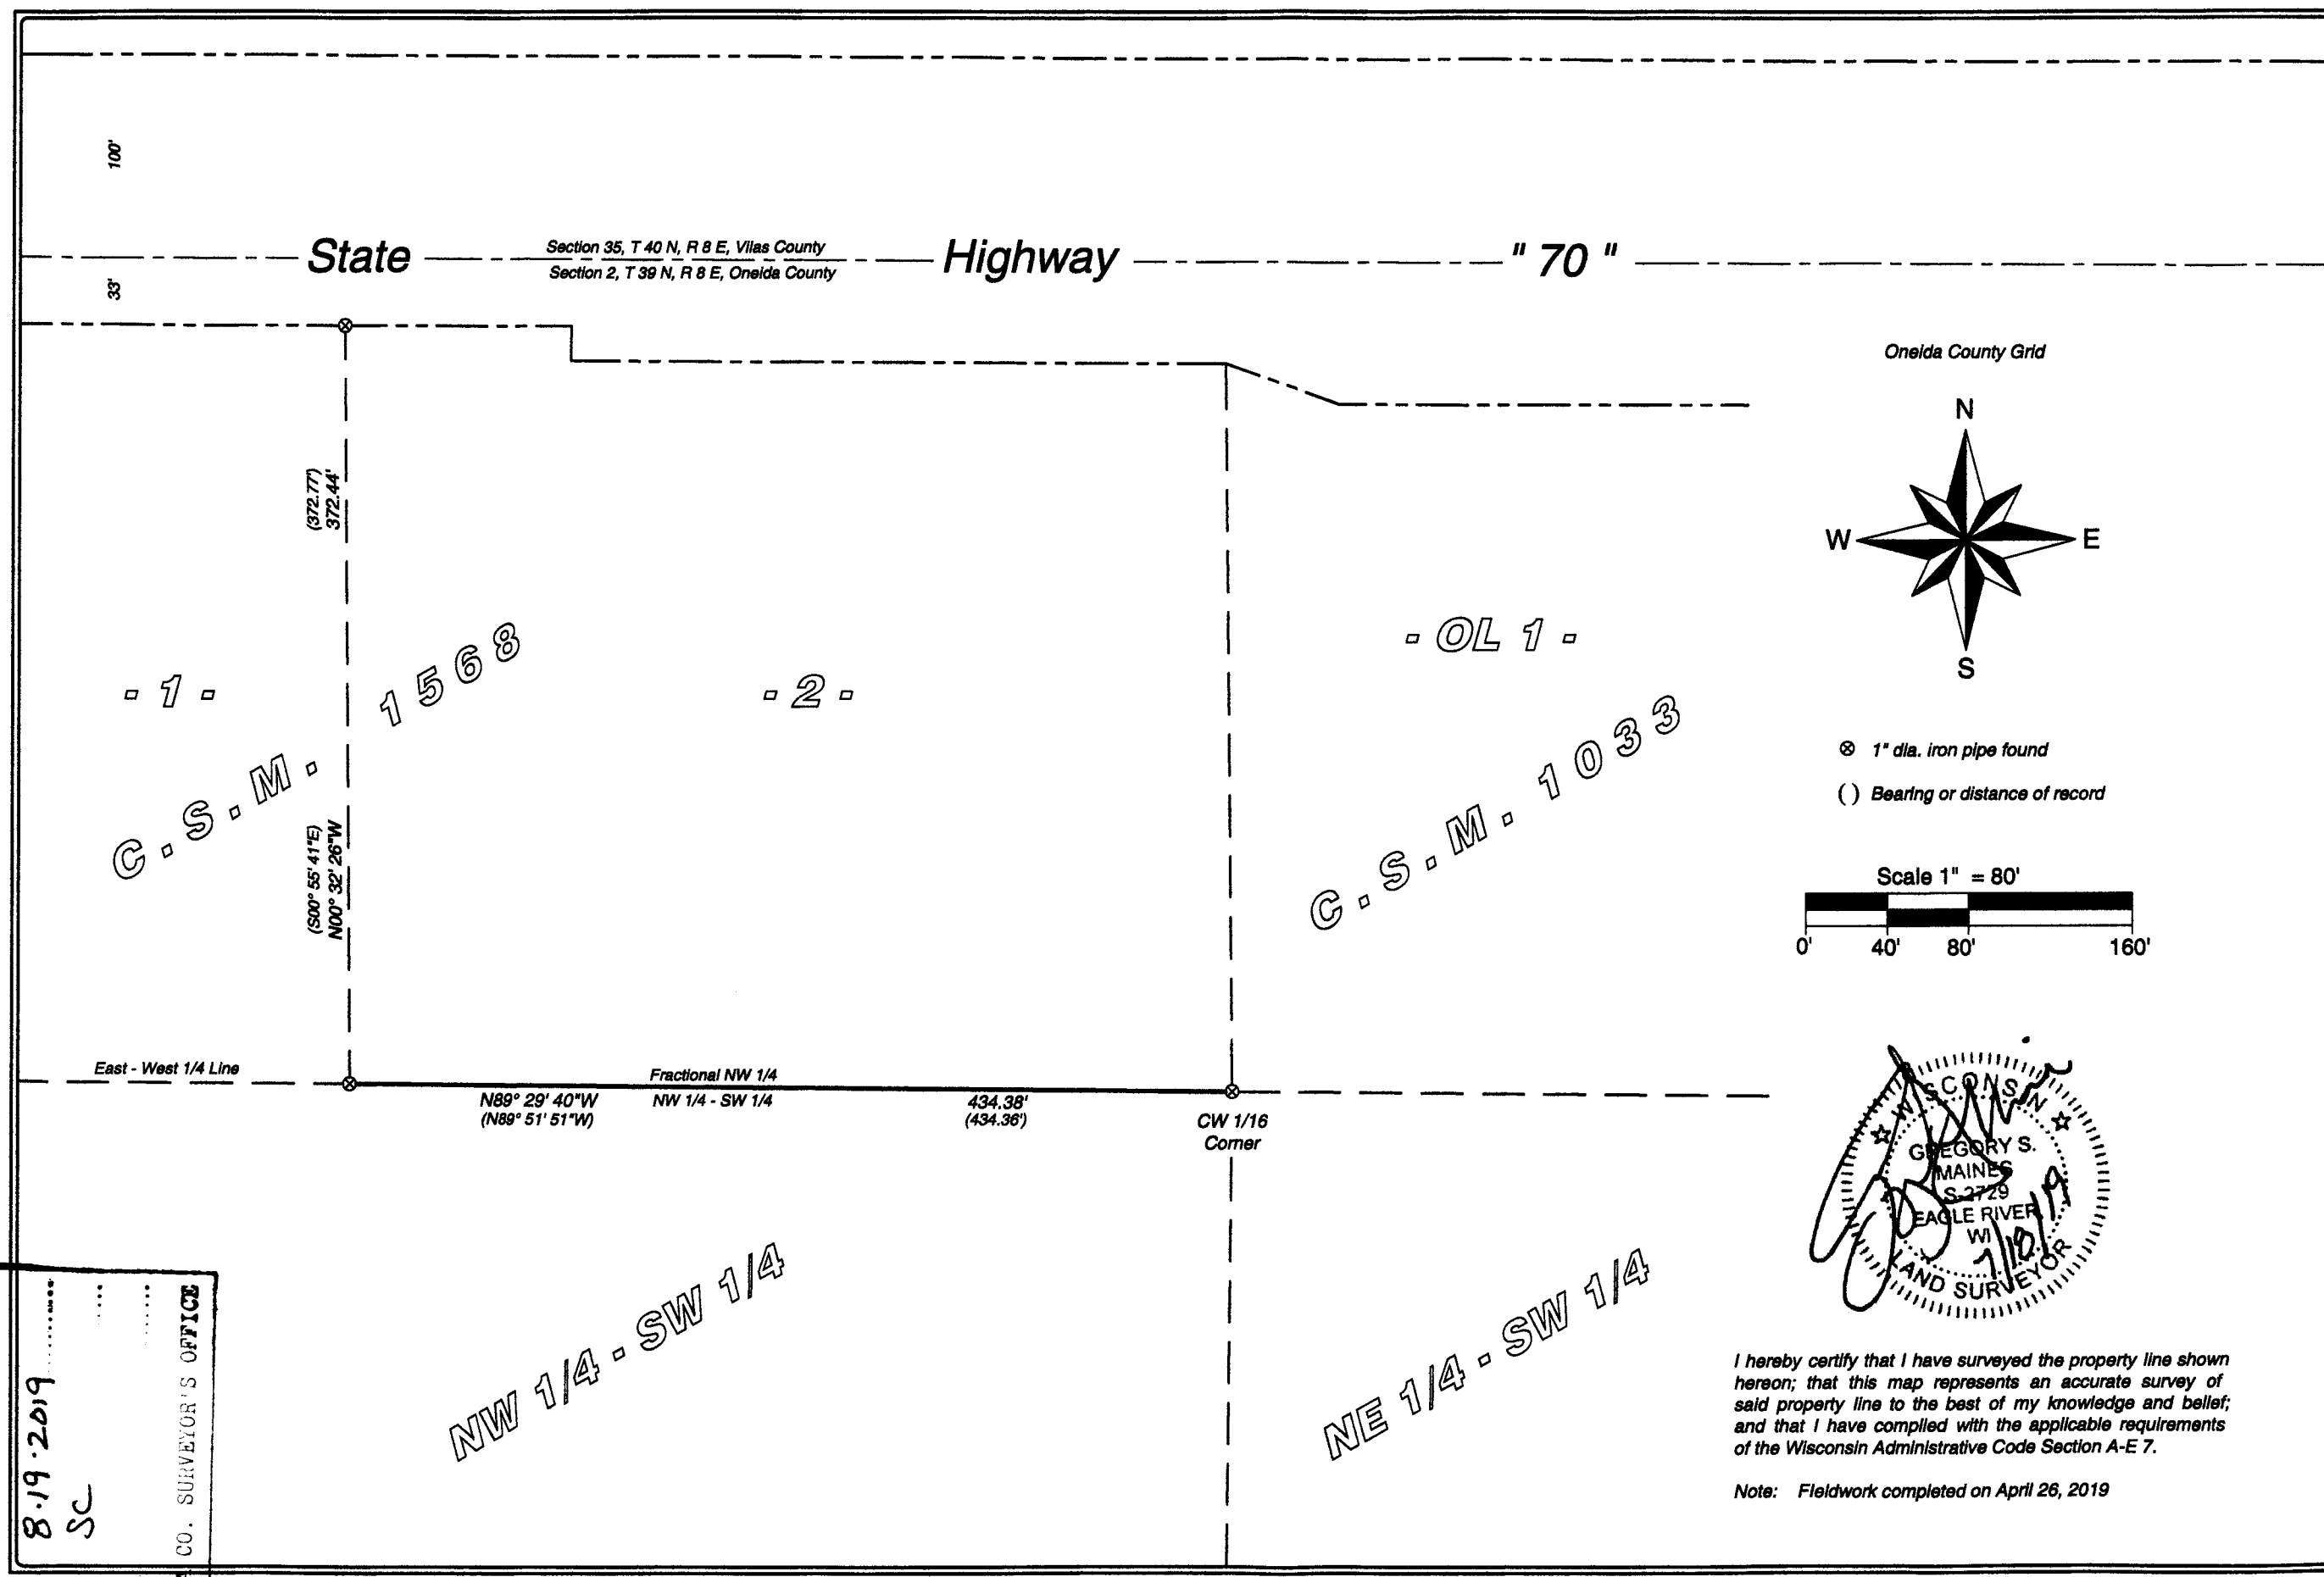 100'
State
Section 35, T 40 N, R 8 E, Vilas County
Section 2, T 39 N, R 8 E, Oneida County
Highway
" 70 "
33'
Oneida County Grid
N
W
E
S
(372.77')
372.44'
- 1 -
C . S . M . 1 5 6 8
- 2 -
- OL 1 -
C . S . M . 1 0 3 3
(S00° 55' 41"E)
N00° 32' 26"W
1" dia. iron pipe found
( ) Bearing or distance of record
Scale 1" = 80'
0' 40' 80' 160'
East - West 1/4 Line
Fractional NW 1/4
N89° 29' 40"W
(N89° 51' 51"W)
NW 1/4 - SW 1/4
434.38'
(434.36')
CW 1/16
Corner
NW 1/4 - SW 1/4
NE 1/4 - SW 1/4
WISCONSIN
GREGORY S.
MAINES
S-2729
EAGLE RIVER
WI
LAND SURVEYOR
7/18/19
I hereby certify that I have surveyed the property line shown
hereon; that this map represents an accurate survey of
said property line to the best of my knowledge and belief;
and that I have complied with the applicable requirements
of the Wisconsin Administrative Code Section A-E 7.
Note: Fieldwork completed on April 26, 2019
8·19·2019
SC
CO. SURVEYOR'S OFFICE